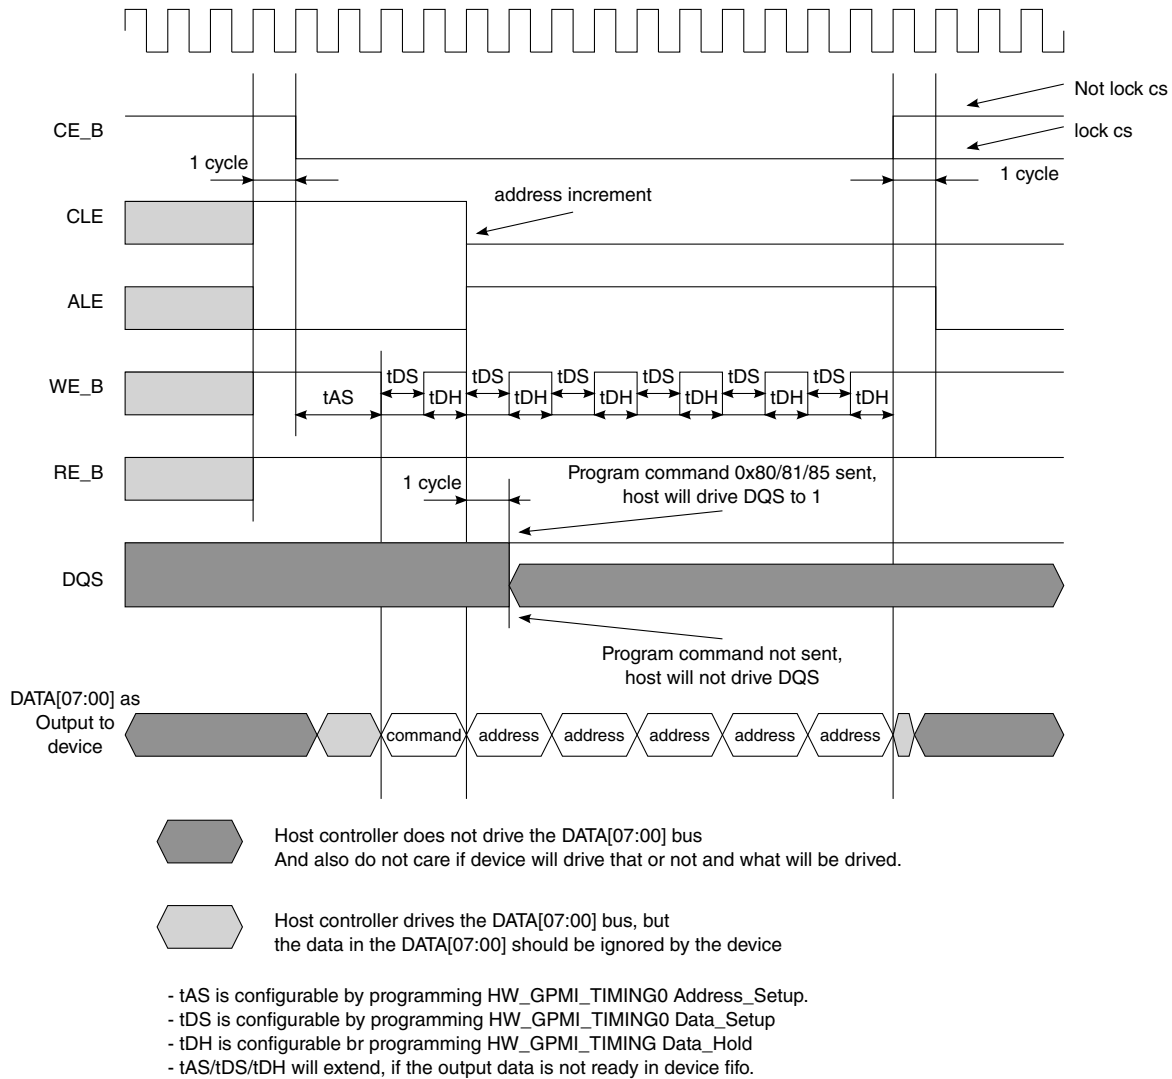 Not lock cs
CE_B
lock cs
1 cycle
1 cycle
address increment
CLE
ALE
tDS tDS tDS tDS tDS tDS
WE_B
tAS tDH tDH tDH tDH tDH tDH
RE_B
1 cycle
Program command 0x80/81/85 sent,
host will drive DQS to 1
DQS
Program command not sent,
host will not drive DQS
DATA[07:00] as
Output to
device
command address address address address address
Host controller does not drive the DATA[07:00] bus
And also do not care if device will drive that or not and what will be drived.
Host controller drives the DATA[07:00] bus, but
the data in the DATA[07:00] should be ignored by the device
- tAS is configurable by programming HW_GPMI_TIMING0 Address_Setup.
- tDS is configurable by programming HW_GPMI_TIMING0 Data_Setup
- tDH is configurable br programming HW_GPMI_TIMING Data_Hold
- tAS/tDS/tDH will extend, if the output data is not ready in device fifo.